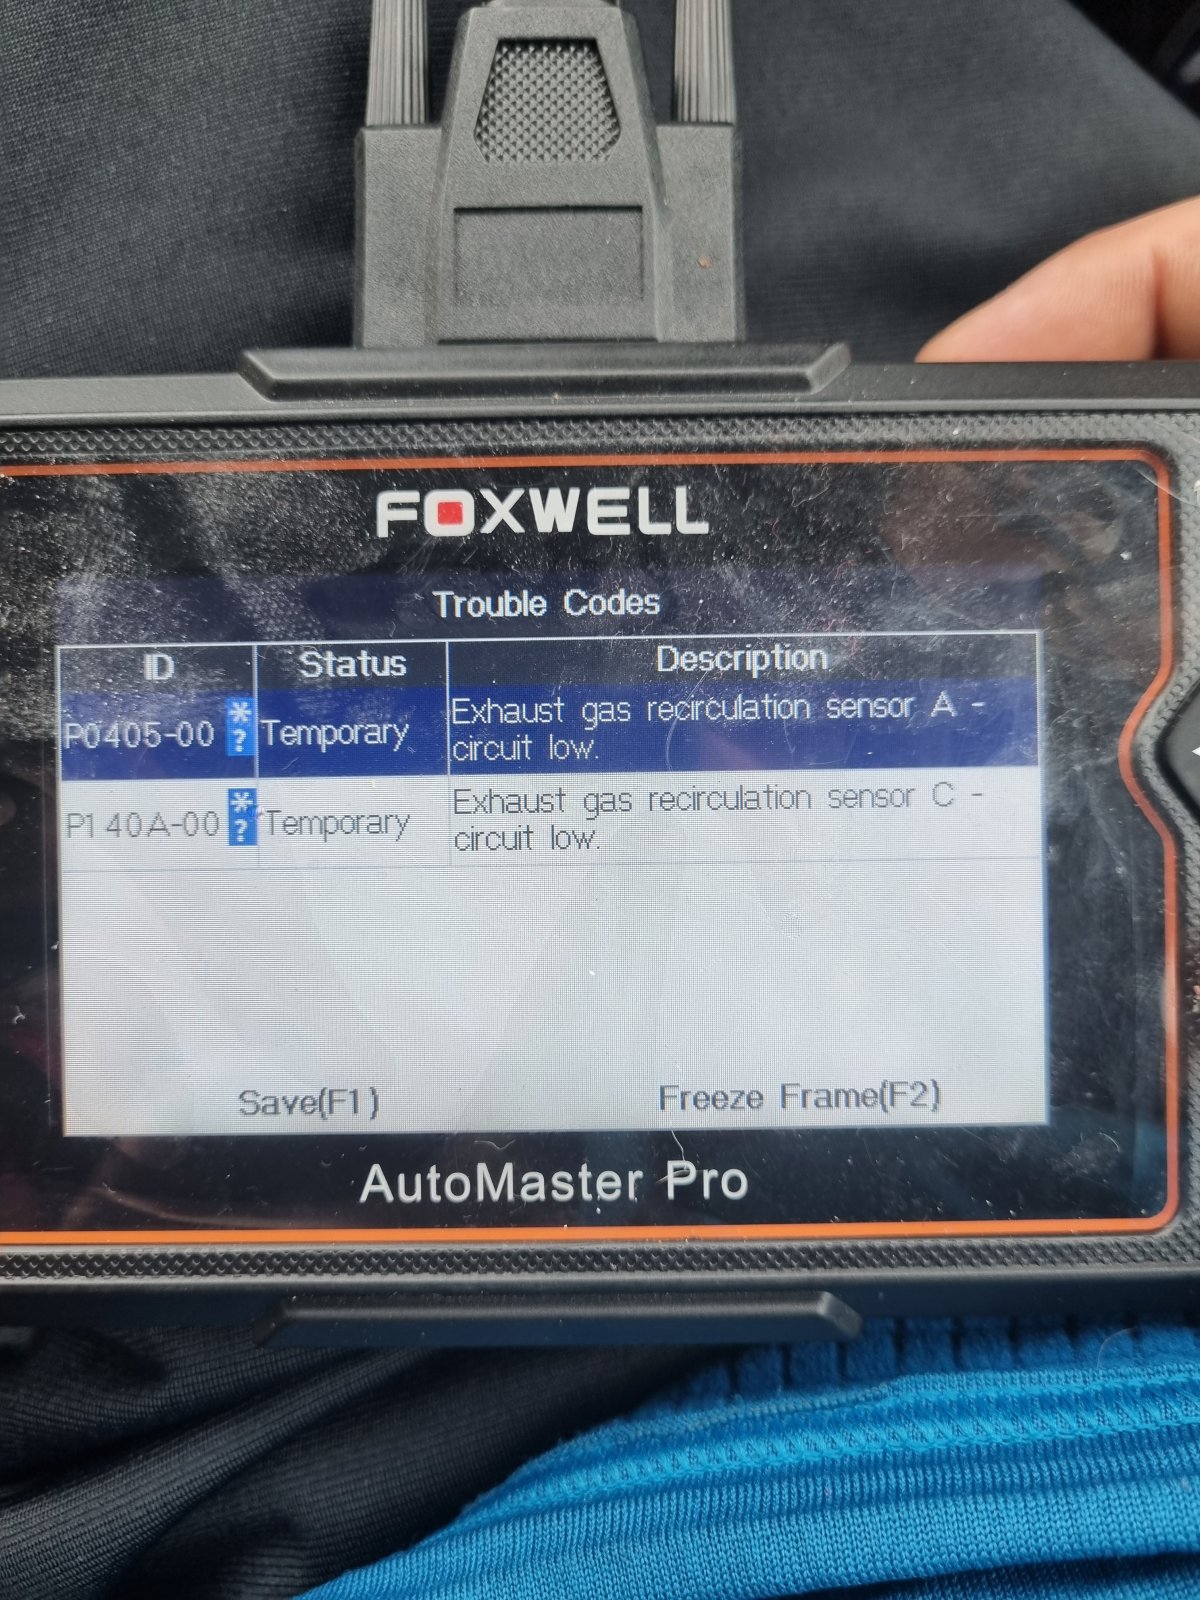 FOXWELL
Trouble Codes
ID Status Description
P0405-00 * ? Temporary Exhaust gas recirculation sensor A -
circuit low.
P140A-00 * ? Temporary Exhaust gas recirculation sensor C -
circuit low.
Save(F1) Freeze Frame(F2)
AutoMaster Pro